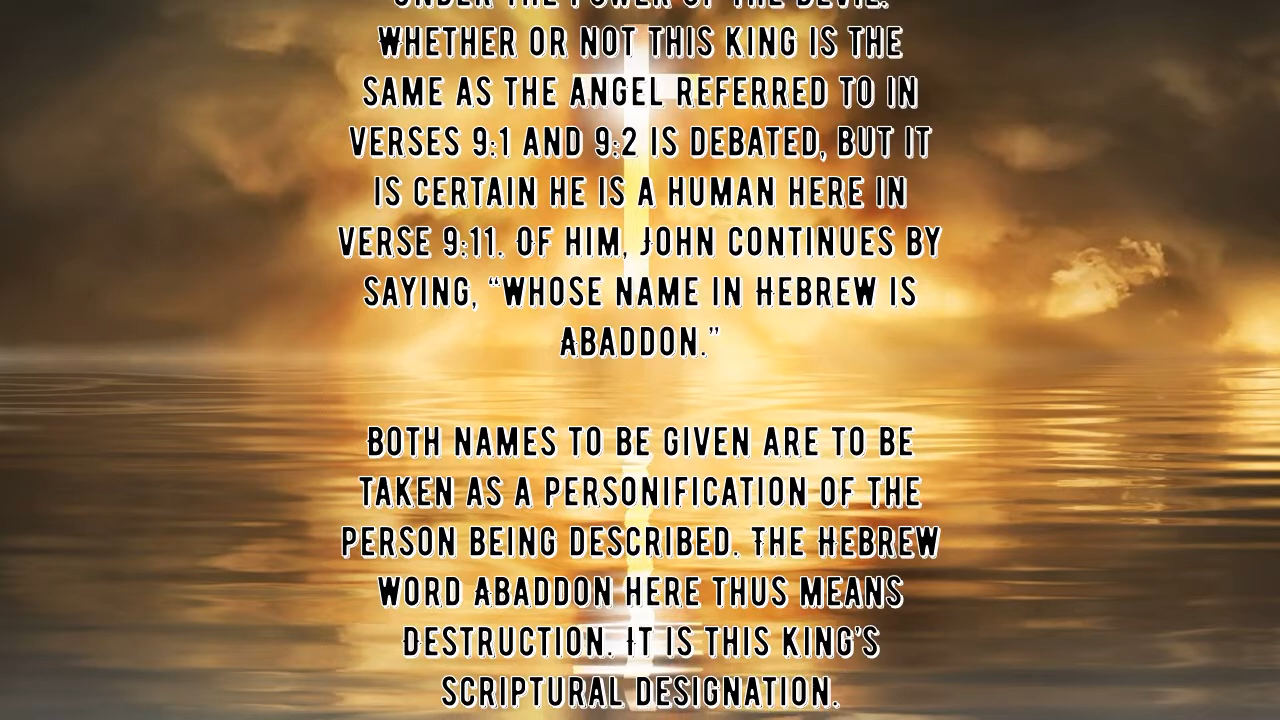 UNDER THE POWER OF THE DEVIL.
WHETHER OR NOT THIS KING IS THE
SAME AS THE ANGEL REFERRED TO IN
VERSES 9:1 AND 9:2 IS DEBATED, BUT IT
IS CERTAIN HE IS A HUMAN HERE IN
VERSE 9:11. OF HIM, JOHN CONTINUES BY
SAYING, “WHOSE NAME IN HEBREW IS
ABADDON.”
BOTH NAMES TO BE GIVEN ARE TO BE
TAKEN AS A PERSONIFICATION OF THE
PERSON BEING DESCRIBED. THE HEBREW
WORD ABADDON HERE THUS MEANS
DESTRUCTION. IT IS THIS KING’S
SCRIPTURAL DESIGNATION.